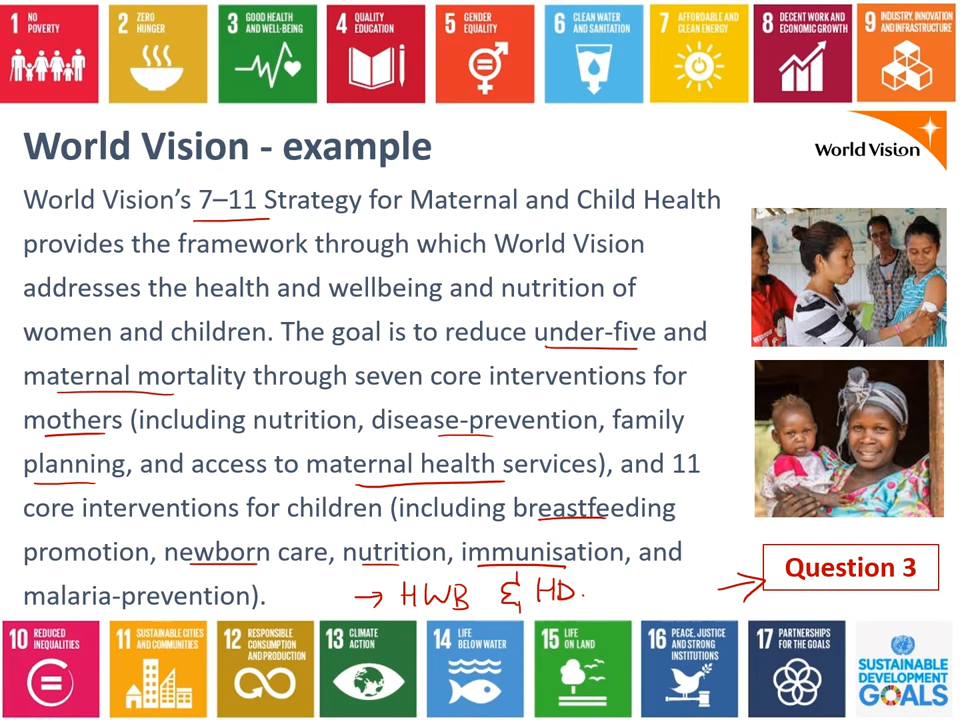 1 NO POVERTY
2 ZERO HUNGER
3 GOOD HEALTH AND WELL-BEING
4 QUALITY EDUCATION
5 GENDER EQUALITY
6 CLEAN WATER AND SANITATION
7 AFFORDABLE AND CLEAN ENERGY
8 DECENT WORK AND ECONOMIC GROWTH
9 INDUSTRY, INNOVATION AND INFRASTRUCTURE
World Vision - example
World Vision
World Vision's 7–11 Strategy for Maternal and Child Health
provides the framework through which World Vision
addresses the health and wellbeing and nutrition of
women and children. The goal is to reduce under-five and
maternal mortality through seven core interventions for
mothers (including nutrition, disease-prevention, family
planning, and access to maternal health services), and 11
core interventions for children (including breastfeeding
promotion, newborn care, nutrition, immunisation, and
malaria-prevention).
→ HWB & HD.
Question 3
10 REDUCED INEQUALITIES
11 SUSTAINABLE CITIES AND COMMUNITIES
12 RESPONSIBLE CONSUMPTION AND PRODUCTION
13 CLIMATE ACTION
14 LIFE BELOW WATER
15 LIFE ON LAND
16 PEACE, JUSTICE AND STRONG INSTITUTIONS
17 PARTNERSHIPS FOR THE GOALS
SUSTAINABLE
DEVELOPMENT
GOALS